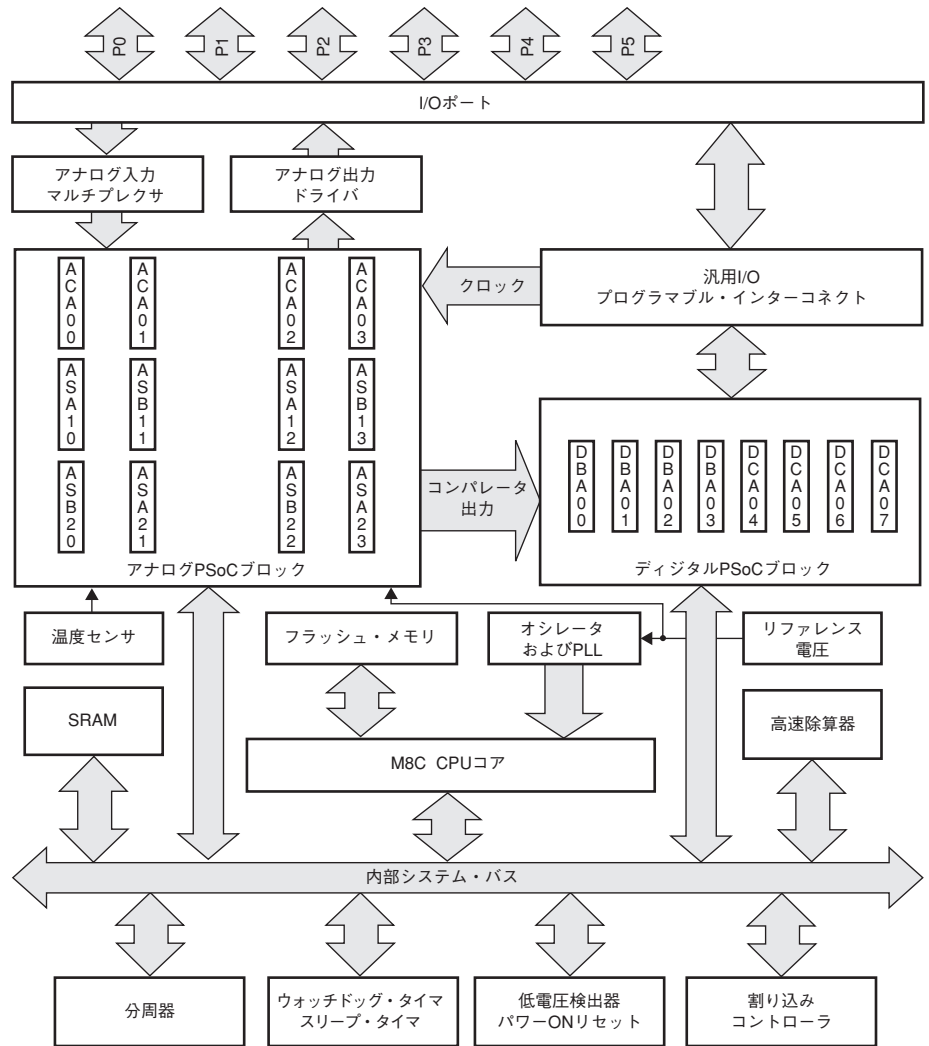 P0
P1
P2
P3
P4
P5
I/Oポート
アナログ入力
マルチプレクサ
アナログ出力
ドライバ
汎用I/O
プログラマブル・インターコネクト
クロック
ACA00
ACA01
ACA02
ACA03
ASA10
ASB11
ASA12
ASB13
ASB20
ASA21
ASB22
ASA23
アナログPSoCブロック
コンパレータ
出力
DBA00
DBA01
DBA02
DBA03
DCA04
DCA05
DCA06
DCA07
ディジタルPSoCブロック
温度センサ
フラッシュ・メモリ
オシレータ
およびPLL
リファレンス
電圧
SRAM
M8C CPUコア
高速除算器
内部システム・バス
分周器
ウォッチドッグ・タイマ
スリープ・タイマ
低電圧検出器
パワーONリセット
割り込み
コントローラ